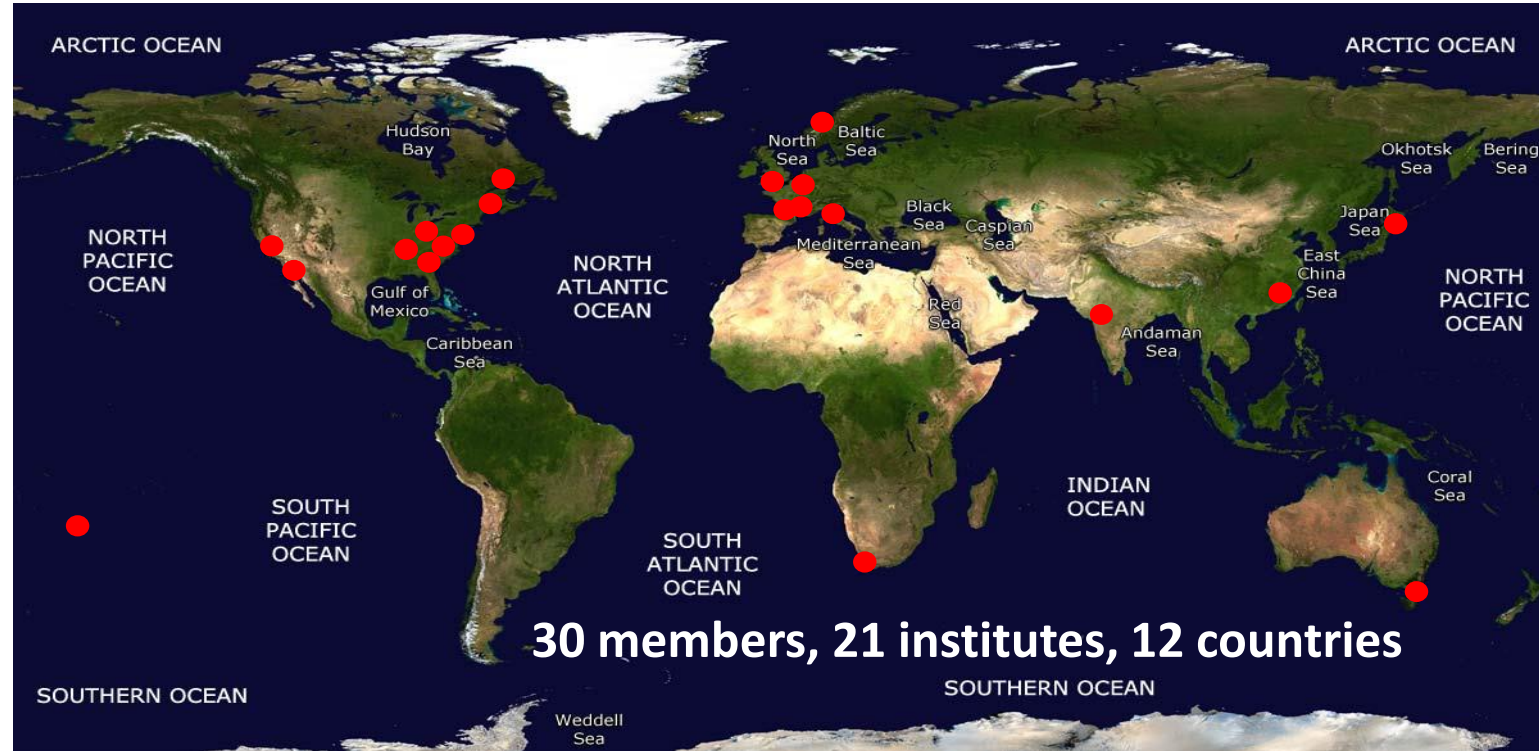 ARCTIC OCEAN
ARCTIC OCEAN
Hudson
Bay
North
Sea
Baltic
Sea
Okhotsk
Sea
Bering
Sea
NORTH
PACIFIC
OCEAN
Black
Sea
Caspian
Sea
Japan
Sea
Mediterranean
Sea
NORTH
ATLANTIC
OCEAN
East
China
Sea
NORTH
PACIFIC
OCEAN
Gulf of
Mexico
Red
Sea
Caribbean
Sea
Andaman
Sea
Coral
Sea
INDIAN
OCEAN
SOUTH
PACIFIC
OCEAN
SOUTH
ATLANTIC
OCEAN
30 members, 21 institutes, 12 countries
SOUTHERN OCEAN
SOUTHERN OCEAN
Weddell
Sea